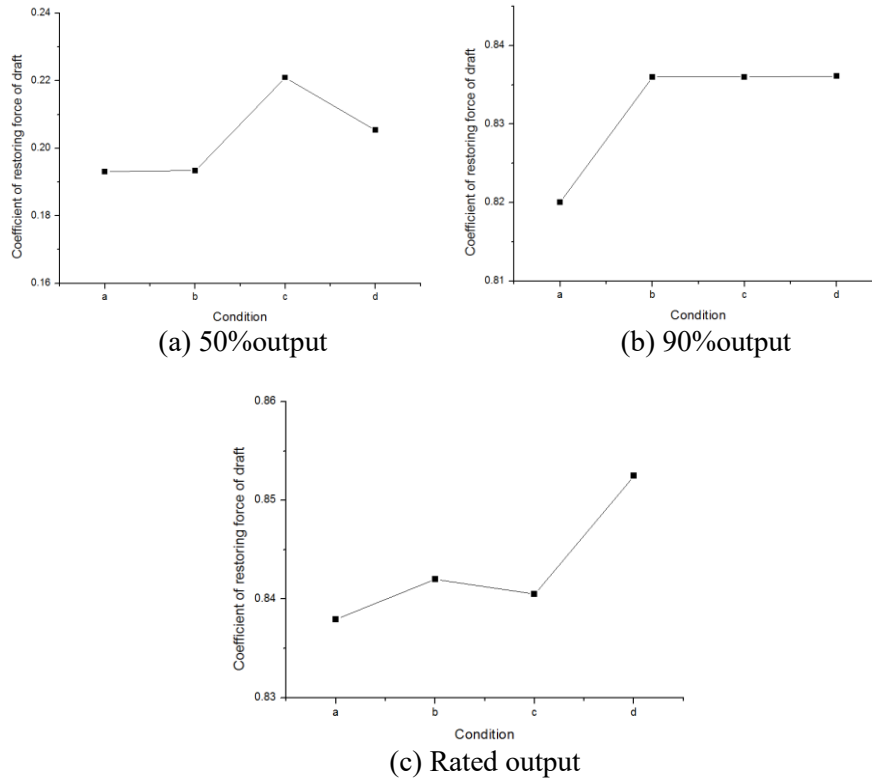 0.24
0.22
0.20
0.18
0.16
Coefficient of restoring force of draft
a b c d
Condition
(a) 50%output
0.84
0.83
0.82
0.81
Coefficient of restoring force of draft
a b c d
Condition
(b) 90%output
0.86
0.85
0.84
0.83
Coefficient of restoring force of draft
a b c d
Condition
(c) Rated output